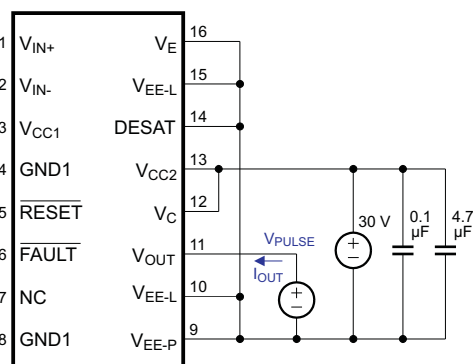 1 V_IN+ V_E 16
2 V_IN- V_EE-L 15
3 V_CC1 DESAT 14
4 GND1 V_CC2 13
5 RESET V_C 12
6 FAULT V_OUT 11
7 NC V_EE-L 10
8 GND1 V_EE-P 9
V_PULSE
I_OUT
+
-
30 V
+
-
0.1
µF
4.7
µF